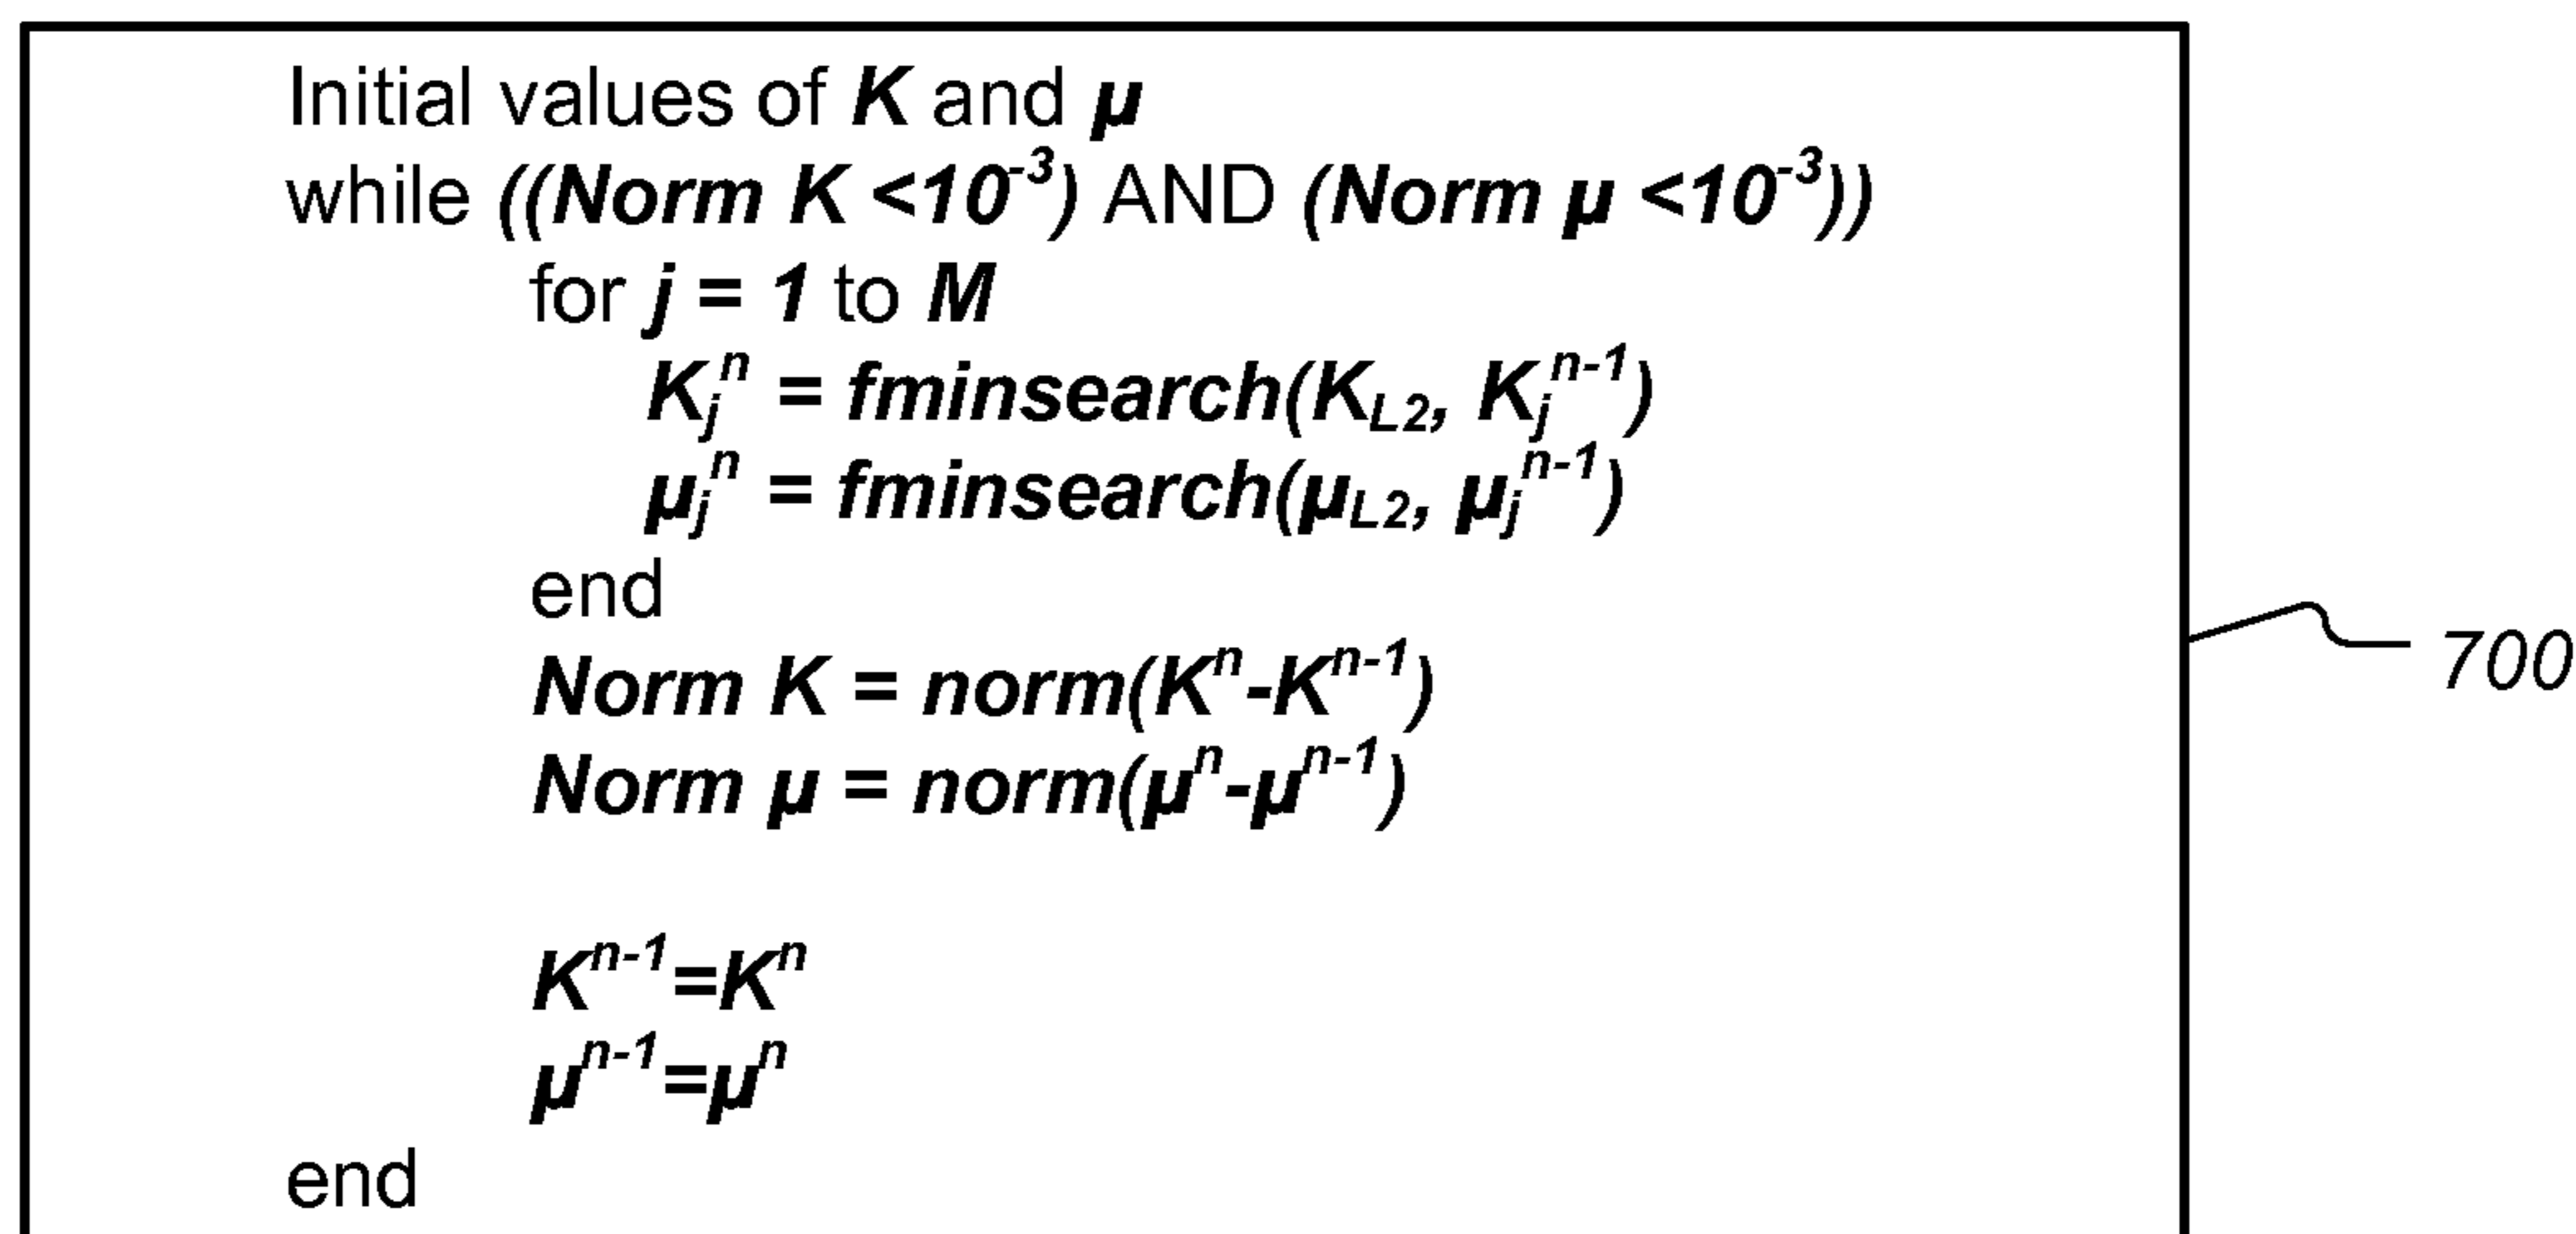 Initial values of K and µ
while ((Norm K <10⁻³) AND (Norm µ <10⁻³))
for j = 1 to M
Kⱼⁿ = fminsearch(K_L2, Kⱼⁿ⁻¹)
µⱼⁿ = fminsearch(µ_L2, µⱼⁿ⁻¹)
end
Norm K = norm(Kⁿ-Kⁿ⁻¹)
Norm µ = norm(µⁿ-µⁿ⁻¹)
Kⁿ⁻¹=Kⁿ
µⁿ⁻¹=µⁿ
end
700